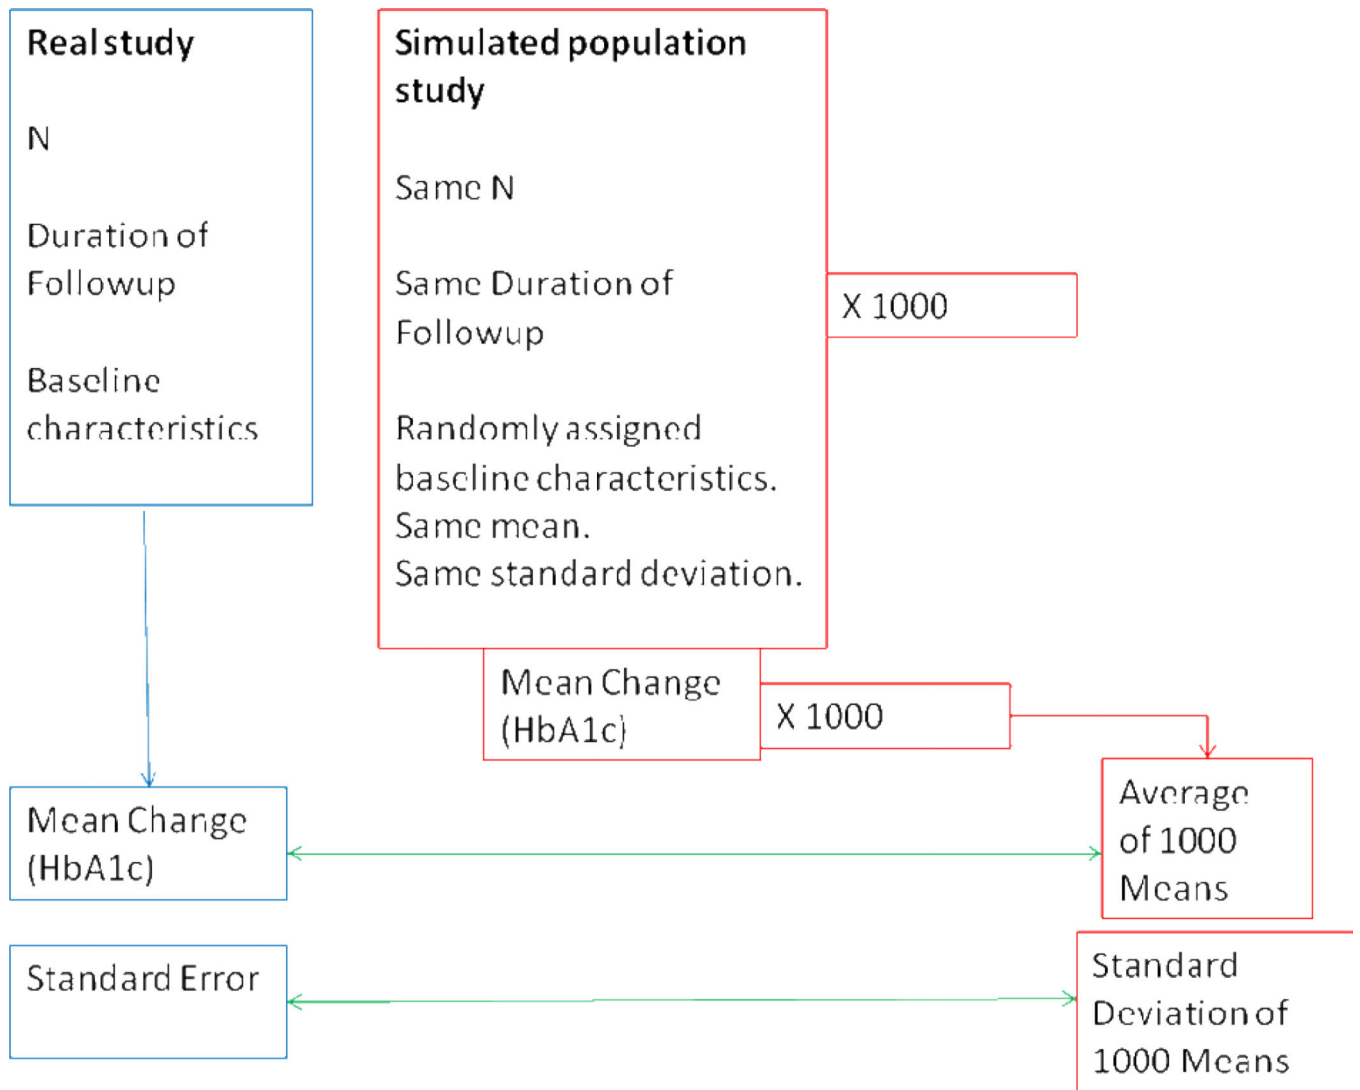 Real study
N
Duration of
Followup
Baseline
characteristics
Simulated population
study
Same N
Same Duration of
Followup
Randomly assigned
baseline characteristics.
Same mean.
Same standard deviation.
X 1000
Mean Change
(HbA1c)
X 1000
Mean Change
(HbA1c)
Average
of 1000
Means
Standard Error
Standard
Deviation of
1000 Means